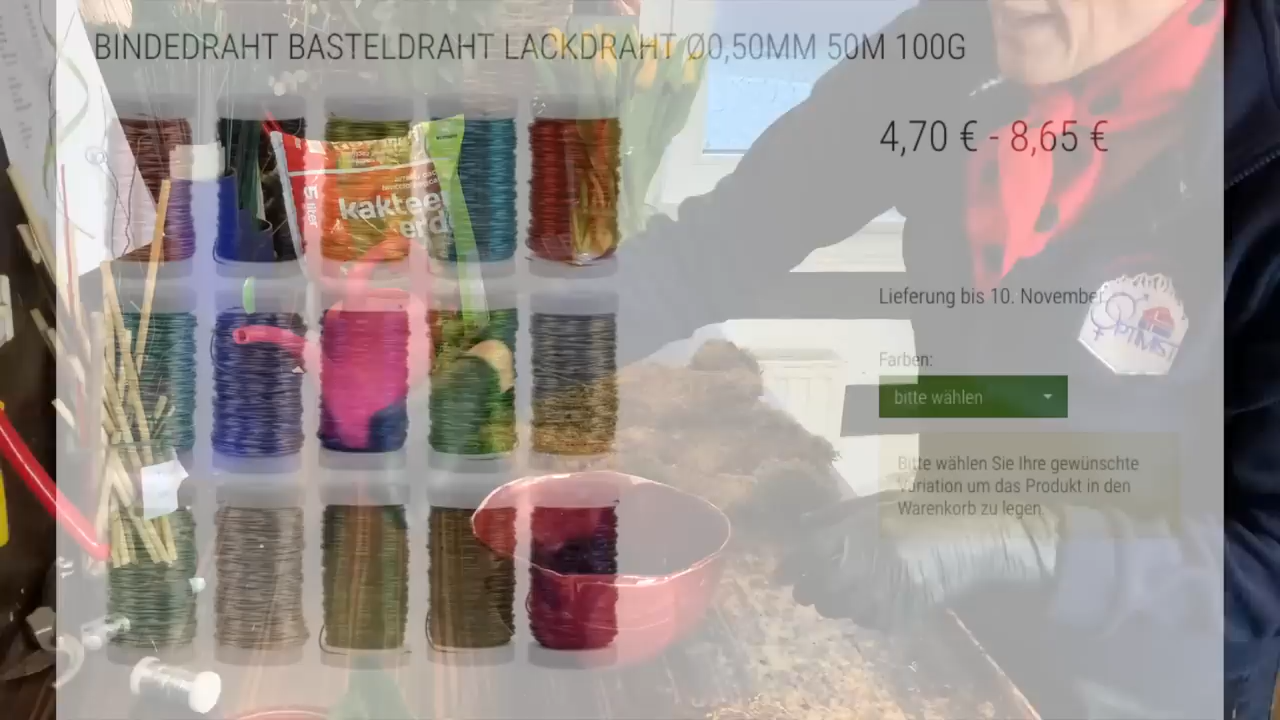 BINDEDRAHT BASTELDRAHT LACKDRAHT Ø0,50MM 50M 100G
4,70 € - 8,65 €
5 liter
kakteen
erde
Lieferung bis 10. November
OPTIMIST
Farben:
bitte wählen
Bitte wählen Sie Ihre gewünschte
Variation um das Produkt in den
Warenkorb zu legen